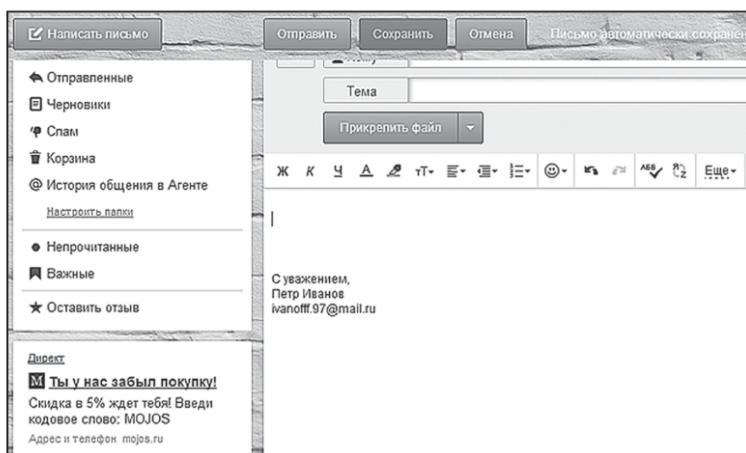 Написать письмо
Отправить Сохранить Отмена Письмо автоматически сохранен
Отправленные
Черновики
Спам
Корзина
История общения в Агенте
Настроить папки
Непрочитанные
Важные
Оставить отзыв
Директ
М Ты у нас забыл покупку!
Скидка в 5% ждет тебя! Введи
кодовое слово: MOJOS
Адрес и телефон mojos.ru
Тема
Прикрепить файл
Ж К Ч А тТ АБВ Еще
С уважением,
Петр Иванов
ivanofff.97@mail.ru